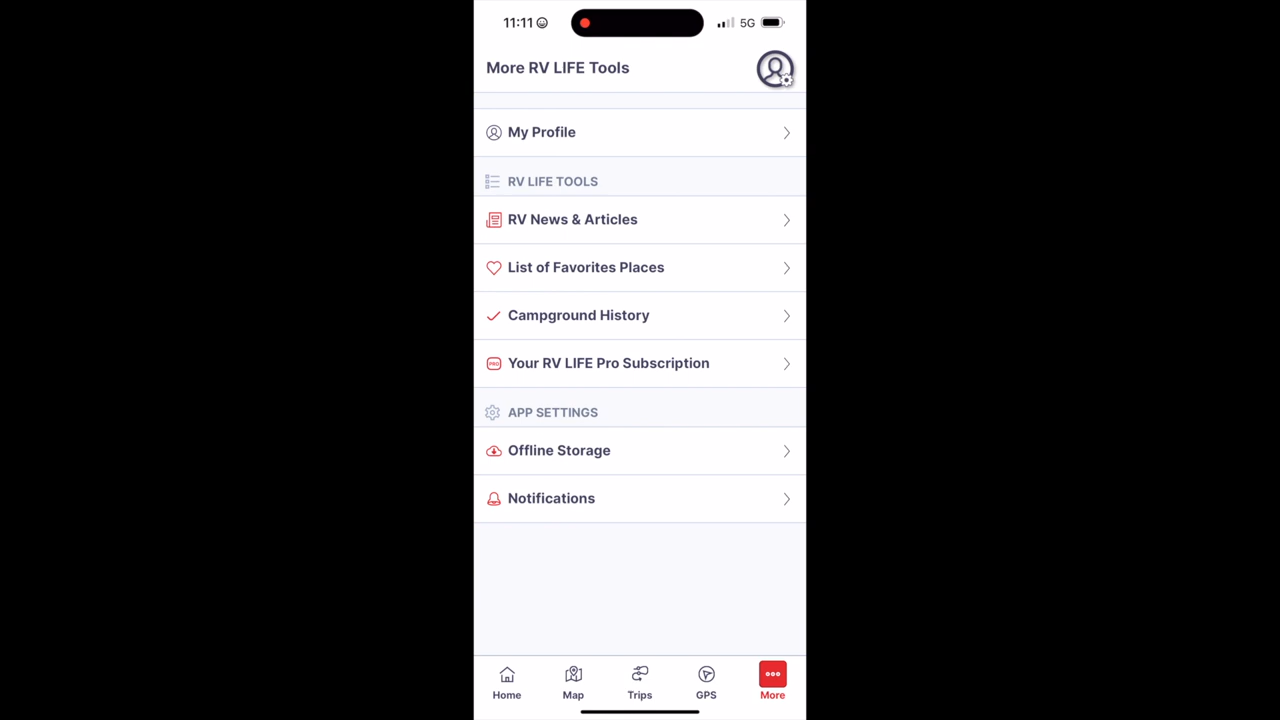 11:11 5G
More RV LIFE Tools
My Profile
RV LIFE TOOLS
RV News & Articles
List of Favorites Places
Campground History
PRO Your RV LIFE Pro Subscription
APP SETTINGS
Offline Storage
Notifications
Home Map Trips GPS More